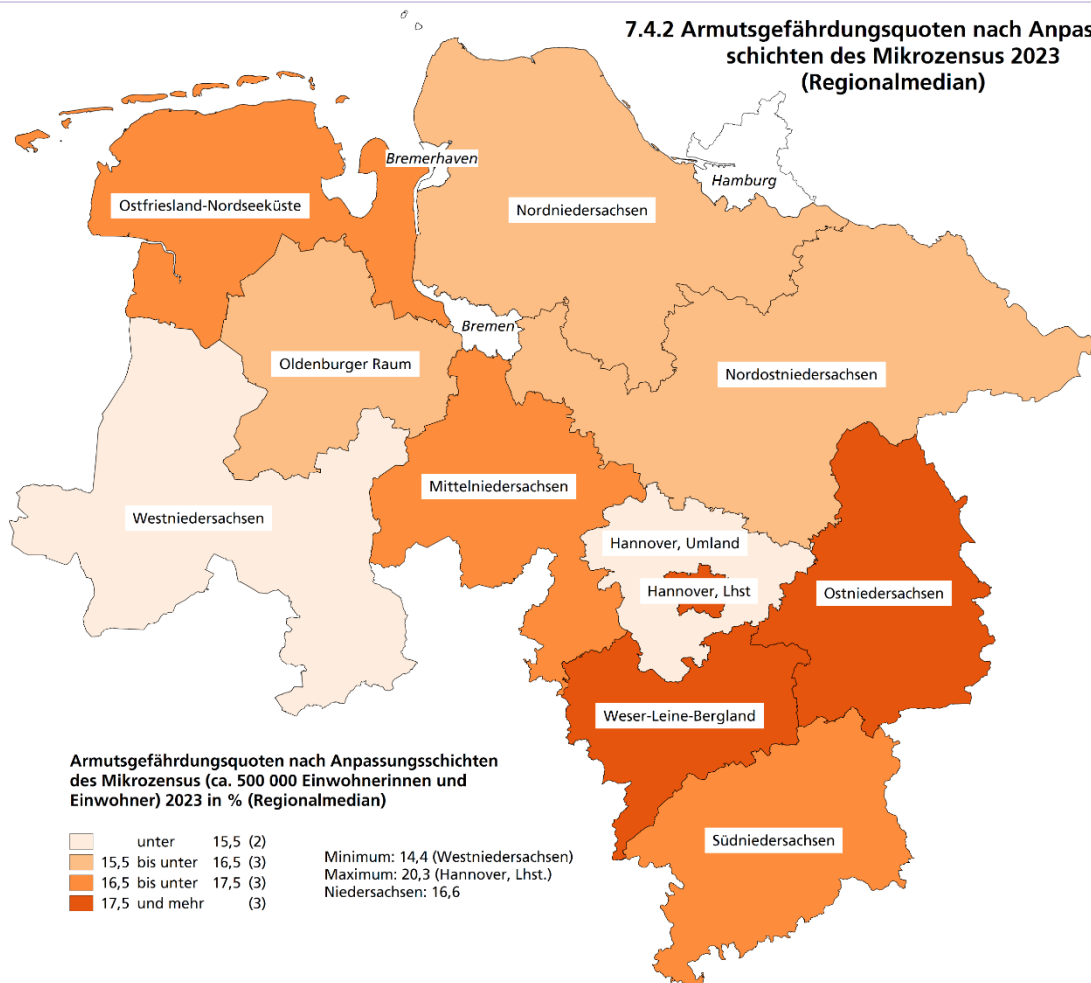 7.4.2 Armutsgefährdungsquoten nach Anpas
schichten des Mikrozensus 2023
(Regionalmedian)
Bremerhaven
Hamburg
Ostfriesland-Nordseeküste
Nordniedersachsen
Bremen
Oldenburger Raum
Nordostniedersachsen
Mittelniedersachsen
Westniedersachsen
Hannover, Umland
Hannover, Lhst
Ostniedersachsen
Weser-Leine-Bergland
Südniedersachsen
Armutsgefährdungsquoten nach Anpassungsschichten
des Mikrozensus (ca. 500 000 Einwohnerinnen und
Einwohner) 2023 in % (Regionalmedian)
unter 15,5 (2)
15,5 bis unter 16,5 (3)
16,5 bis unter 17,5 (3)
17,5 und mehr (3)
Minimum: 14,4 (Westniedersachsen)
Maximum: 20,3 (Hannover, Lhst.)
Niedersachsen: 16,6